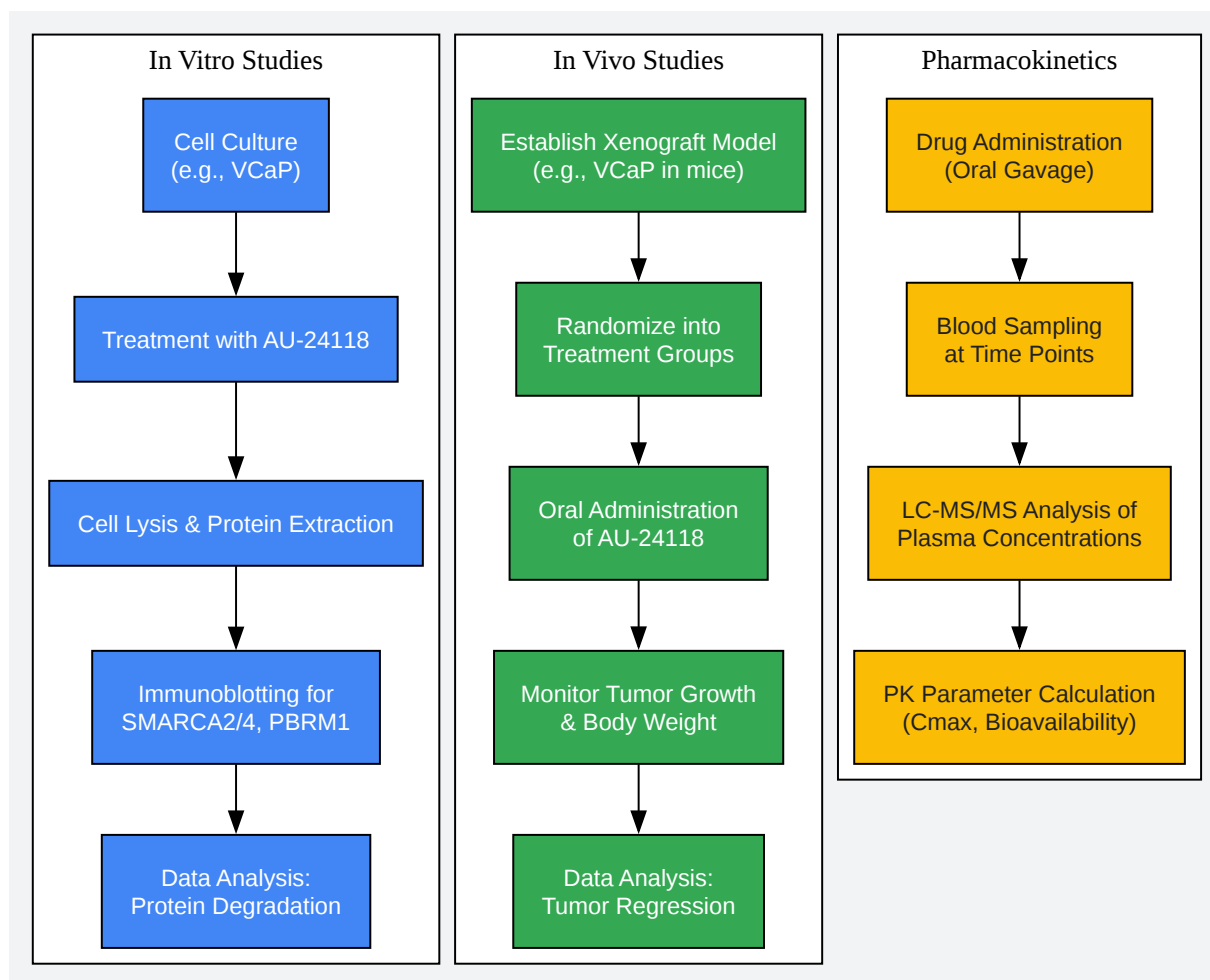 In Vitro Studies
Cell Culture
(e.g., VCaP)
Treatment with AU-24118
Cell Lysis & Protein Extraction
Immunoblotting for
SMARCA2/4, PBRM1
Data Analysis:
Protein Degradation
In Vivo Studies
Establish Xenograft Model
(e.g., VCaP in mice)
Randomize into
Treatment Groups
Oral Administration
of AU-24118
Monitor Tumor Growth
& Body Weight
Data Analysis:
Tumor Regression
Pharmacokinetics
Drug Administration
(Oral Gavage)
Blood Sampling
at Time Points
LC-MS/MS Analysis of
Plasma Concentrations
PK Parameter Calculation
(Cmax, Bioavailability)